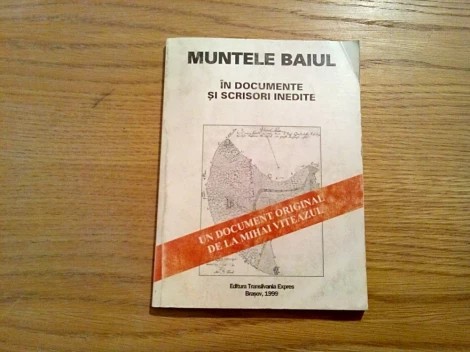 MUNTELE BAIUL
ÎN DOCUMENTE
ȘI SCRISORI INEDITE
UN DOCUMENT ORIGINAL
DE LA MIHAI VITEAZUL
Editura Transilvania Expres
Brașov, 1999